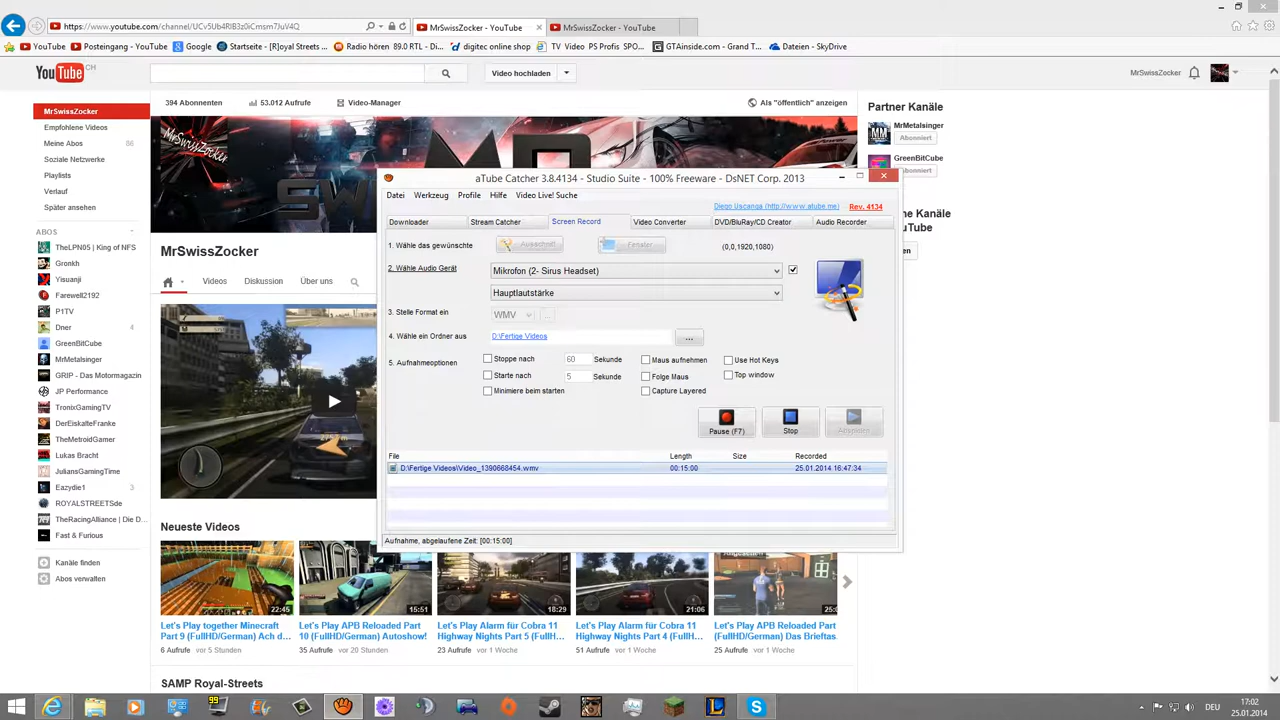 https://www.youtube.com/channel/UCv5Ub4RlB3z0iCmsm7JuV4Q
MrSwissZocker - YouTube
MrSwissZocker - YouTube
YouTube
Posteingang - YouTube
Google
Startseite - [R]oyal Streets ...
Radio hören 89.0 RTL - Di...
digitec online shop
TV
Video
PS Profis
SPO...
GTAinside.com - Grand T...
Dateien - SkyDrive
YouTube CH
Video hochladen
MrSwissZocker
MrSwissZocker
Empfohlene Videos
Meine Abos 86
Soziale Netzwerke
Playlists
Verlauf
ABOS
TheLPN05 | King of NFS
Gronkh
Yisuanji
Farewell2192
P1TV
Dner 4
GreenBitCube
MrMetalsinger
GRIP - Das Motormagazin
JP Performance
TronixGamingTV
DerEiskalteFranke
TheMetroidGamer
Lukas Bracht
JuliansGamingTime
Eazydie1 3
ROYALSTREETSde
TheRacingAlliance | Die D...
Fast & Furious
Kanäle finden
Abos verwalten
394 Abonnenten
53.012 Aufrufe
Video-Manager
Als "öffentlich" anzeigen
MrSwissZocker
MrSwissZocker
Videos
Diskussion
Über uns
Partner Kanäle
MrMetalsinger
Abonniert
GreenBitCube
aTube Catcher 3.8.4134 - Studio Suite - 100% Freeware - DsNET Corp. 2013
Datei
Werkzeug
Profile
Hilfe
Video Live! Suche
Diego Uscanga (http://www.atube.me)
Rev. 4134
Downloader
Stream Catcher
Screen Record
Video Converter
DVD/BluRay/CD Creator
Audio Recorder
1. Wähle das gewünschte
Ausschnitt
Fenster
(0,0,1920,1080)
2. Wähle Audio Gerät
Mikrofon (2- Sirus Headset)
Hauptlautstärke
3. Stelle Format ein
WMV
...
4. Wähle ein Ordner aus
D:\Fertige Videos
...
5. Aufnahmeoptionen
Stoppe nach 60 Sekunde
Starte nach 5 Sekunde
Minimiere beim starten
Maus aufnehmen
Folge Maus
Capture Layered
Use Hot Keys
Top window
Pause (F7)
Stop
Abspielen
File
Length
Size
Recorded
D:\Fertige Videos\Video_1390668454.wmv
00:15:00
25.01.2014 16:47:34
Aufnahme, abgelaufene Zeit: [00:15:00]
Neueste Videos
22:45
15:51
18:29
21:06
Let's Play together Minecraft
Part 9 (FullHD/German) Ach d...
6 Aufrufe vor 5 Stunden
Let's Play APB Reloaded Part
10 (FullHD/German) Autoshow!
35 Aufrufe vor 20 Stunden
Let's Play Alarm für Cobra 11
Highway Nights Part 5 (FullH...
23 Aufrufe vor 1 Woche
Let's Play Alarm für Cobra 11
Highway Nights Part 4 (FullH...
51 Aufrufe vor 1 Woche
Let's Play APB Reloaded Part
(FullHD/German) Das Brieftas.
25 Aufrufe vor 1 Woche
SAMP Royal-Streets
99
DEU
17:02
25.01.2014